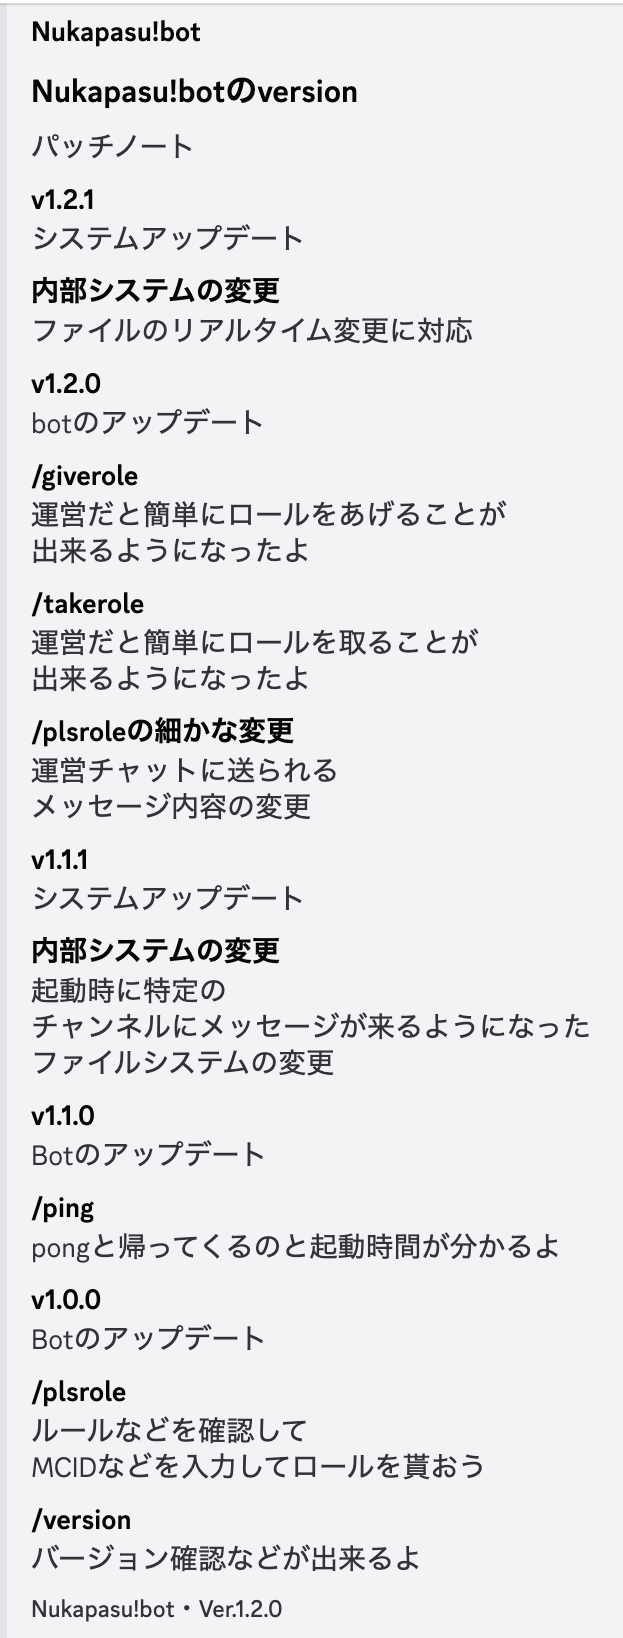 Nukapasu!bot
Nukapasu!botのversion
パッチノート
v1.2.1
システムアップデート
内部システムの変更
ファイルのリアルタイム変更に対応
v1.2.0
botのアップデート
/giverole
運営だと簡単にロールをあげることが
出来るようになったよ
/takerole
運営だと簡単にロールを取ることが
出来るようになったよ
/plsroleの細かな変更
運営チャットに送られる
メッセージ内容の変更
v1.1.1
システムアップデート
内部システムの変更
起動時に特定の
チャンネルにメッセージが来るようになった
ファイルシステムの変更
v1.1.0
Botのアップデート
/ping
pongと帰ってくるのと起動時間が分かるよ
v1.0.0
Botのアップデート
/plsrole
ルールなどを確認して
MCIDなどを入力してロールを貰おう
/version
バージョン確認などが出来るよ
Nukapasu!bot・Ver.1.2.0